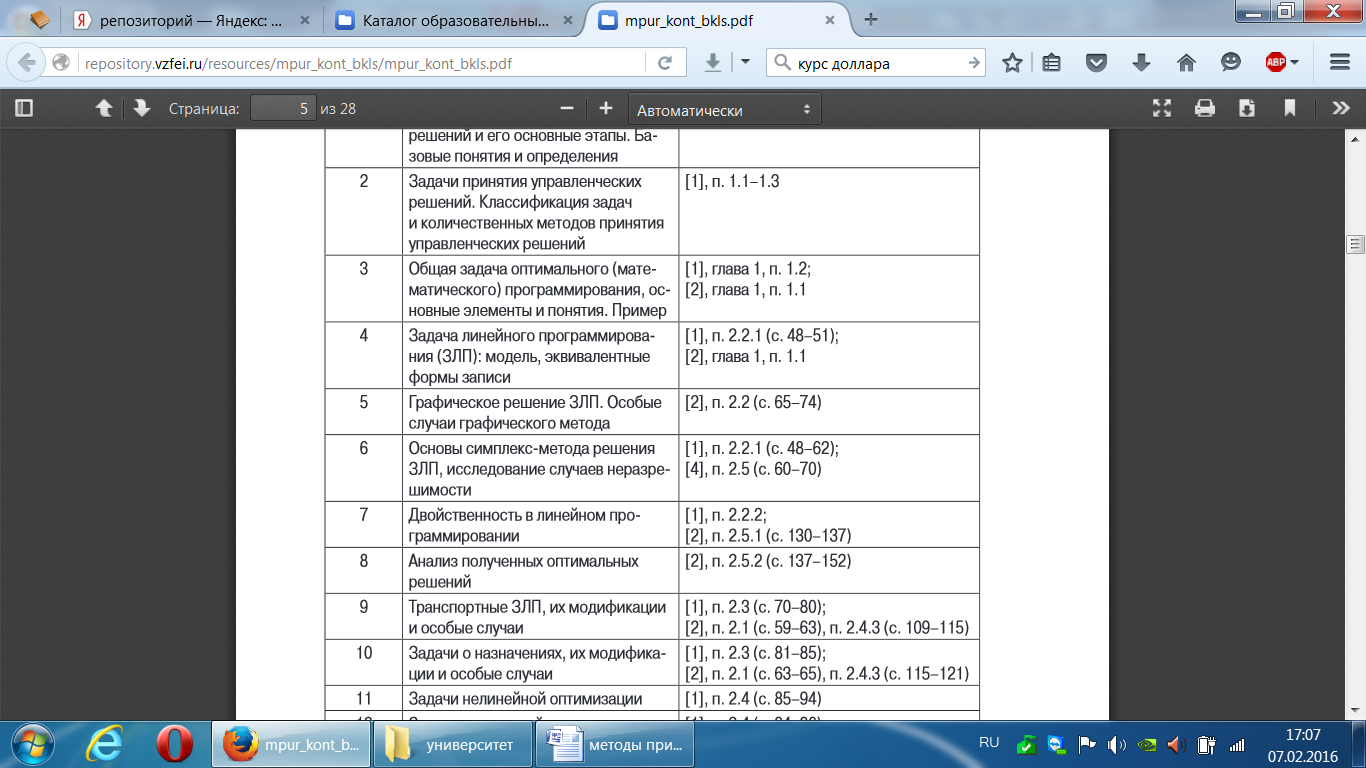 репозиторий — Яндекс: ...
Каталог образовательны...
mpur_kont_bkls.pdf
repository.vzfei.ru/resources/mpur_kont_bkls/mpur_kont_bkls.pdf
курс доллара
ABP
Страница: 5 из 28
Автоматически
решений и его основные этапы. Ба-
зовые понятия и определения
2 Задачи принятия управленческих [1], п. 1.1–1.3
решений. Классификация задач
и количественных методов принятия
управленческих решений
3 Общая задача оптимального (мате- [1], глава 1, п. 1.2;
матического) программирования, ос- [2], глава 1, п. 1.1
новные элементы и понятия. Пример
4 Задача линейного программирова- [1], п. 2.2.1 (с. 48–51);
ния (ЗЛП): модель, эквивалентные [2], глава 1, п. 1.1
формы записи
5 Графическое решение ЗЛП. Особые [2], п. 2.2 (с. 65–74)
случаи графического метода
6 Основы симплекс-метода решения [1], п. 2.2.1 (с. 48–62);
ЗЛП, исследование случаев неразре- [4], п. 2.5 (с. 60–70)
шимости
7 Двойственность в линейном про- [1], п. 2.2.2;
граммировании [2], п. 2.5.1 (с. 130–137)
8 Анализ полученных оптимальных [2], п. 2.5.2 (с. 137–152)
решений
9 Транспортные ЗЛП, их модификации [1], п. 2.3 (с. 70–80);
и особые случаи [2], п. 2.1 (с. 59–63), п. 2.4.3 (с. 109–115)
10 Задачи о назначениях, их модифика- [1], п. 2.3 (с. 81–85);
ции и особые случаи [2], п. 2.1 (с. 63–65), п. 2.4.3 (с. 115–121)
11 Задачи нелинейной оптимизации [1], п. 2.4 (с. 85–94)
mpur_kont_b...
университет
методы при...
RU
17:07
07.02.2016